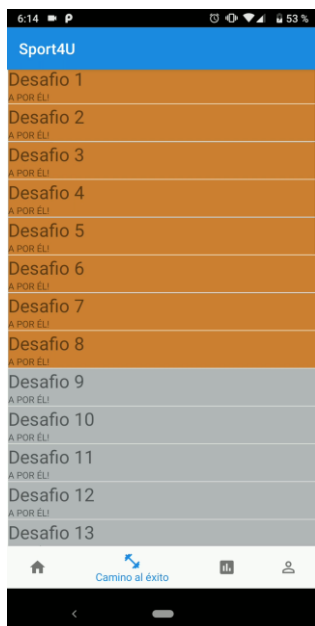 6:14 53 %
Sport4U
Desafio 1
A POR ÉL!
Desafio 2
A POR ÉL!
Desafio 3
A POR ÉL!
Desafio 4
A POR ÉL!
Desafio 5
A POR ÉL!
Desafio 6
A POR ÉL!
Desafio 7
A POR ÉL!
Desafio 8
A POR ÉL!
Desafio 9
A POR ÉL!
Desafio 10
A POR ÉL!
Desafio 11
A POR ÉL!
Desafio 12
A POR ÉL!
Desafio 13
Camino al éxito